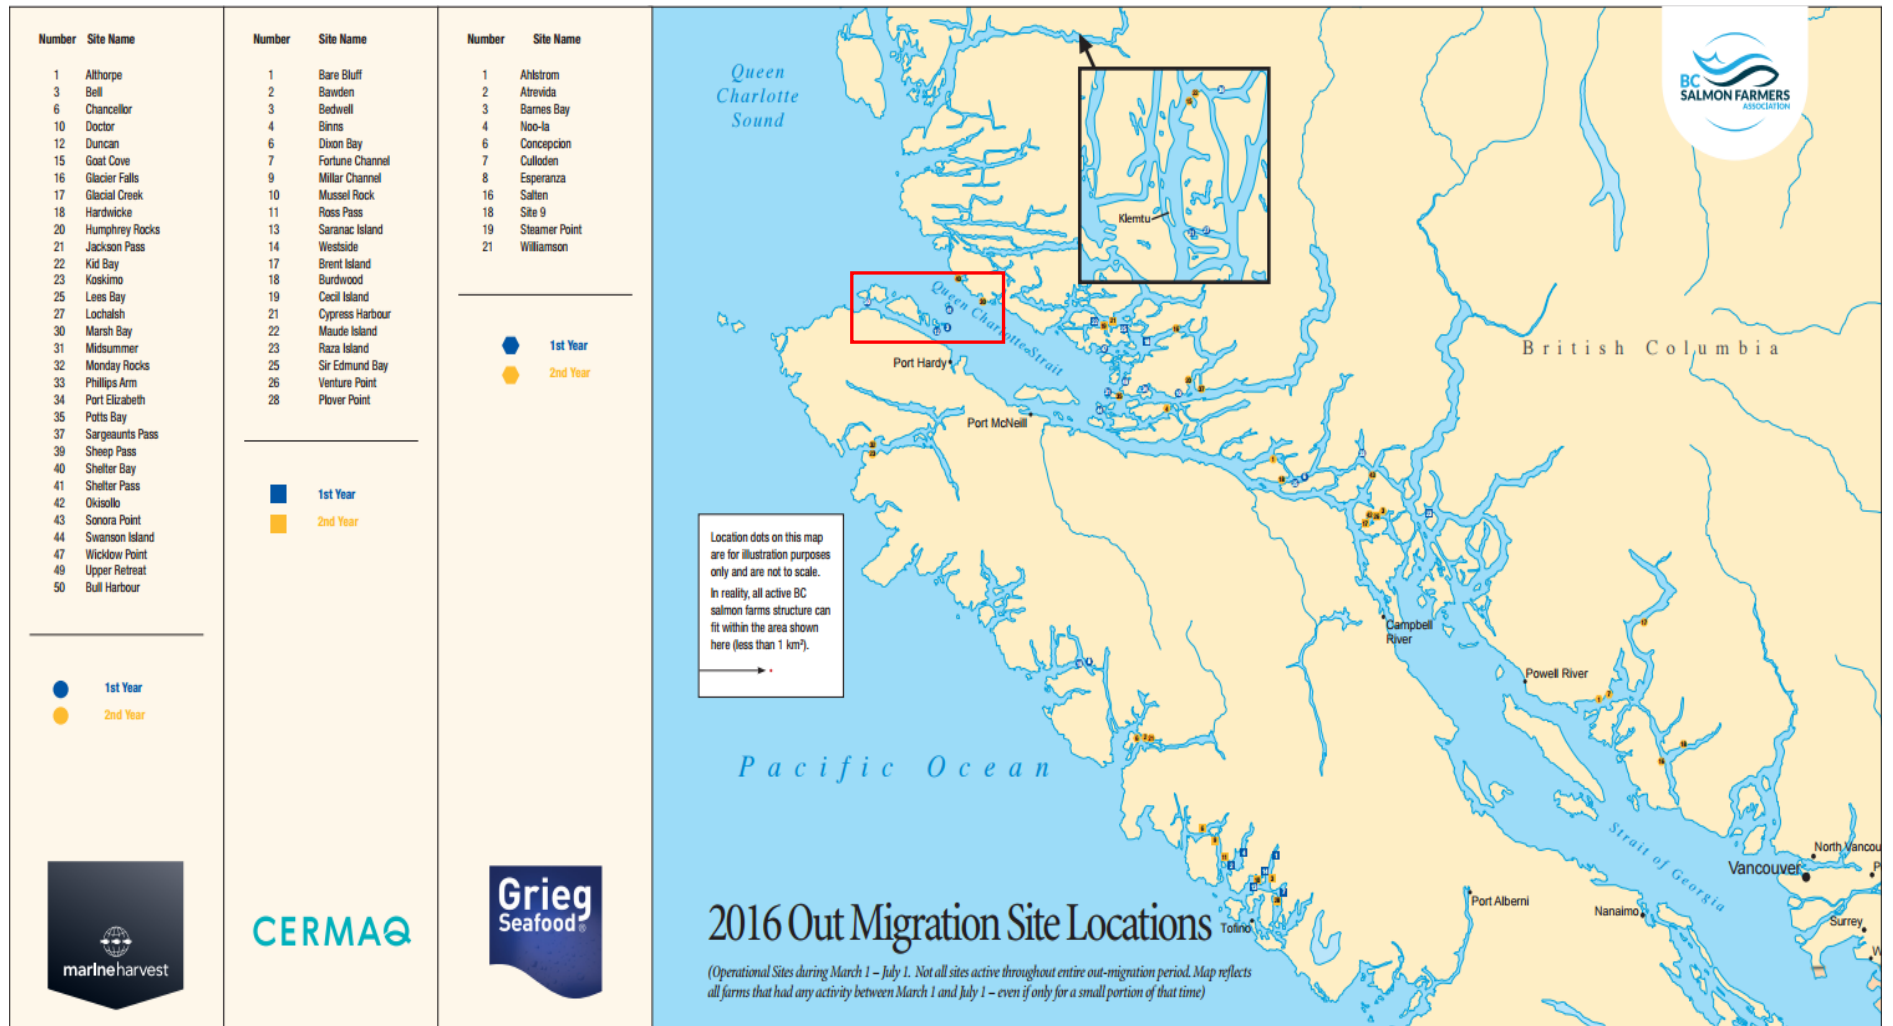 Number Site Name
1 Althorpe
3 Bell
6 Chancellor
10 Doctor
12 Duncan
15 Goat Cove
16 Glacier Falls
17 Glacial Creek
18 Hardwicke
20 Humphrey Rocks
21 Jackson Pass
22 Kid Bay
23 Koskimo
25 Lees Bay
27 Lochalsh
30 Marsh Bay
31 Midsummer
32 Monday Rocks
33 Phillips Arm
34 Port Elizabeth
35 Potts Bay
37 Sargeaunts Pass
39 Sheep Pass
40 Shelter Bay
41 Shelter Pass
42 Okisollo
43 Sonora Point
44 Swanson Island
47 Wicklow Point
49 Upper Retreat
50 Bull Harbour
1st Year
2nd Year
marineharvest
Number Site Name
1 Bare Bluff
2 Bawden
3 Bedwell
4 Binns
6 Dixon Bay
7 Fortune Channel
9 Millar Channel
10 Mussel Rock
11 Ross Pass
13 Saranac Island
14 Westside
17 Brent Island
18 Burdwood
19 Cecil Island
21 Cypress Harbour
22 Maude Island
23 Raza Island
25 Sir Edmund Bay
26 Venture Point
28 Plover Point
1st Year
2nd Year
CERMAQ
Number Site Name
1 Ahlstrom
2 Atrevida
3 Barnes Bay
4 Noo-la
6 Concepcion
7 Culloden
8 Esperanza
16 Salten
18 Site 9
19 Steamer Point
21 Williamson
1st Year
2nd Year
Grieg
Seafood®
Queen
Charlotte
Sound
BC
SALMON FARMERS
ASSOCIATION
Klemtu
Queen Charlotte Strait
British Columbia
Port Hardy
Port McNeill
Location dots on this map
are for illustration purposes
only and are not to scale.
In reality, all active BC
salmon farms structure can
fit within the area shown
here (less than 1 km²).
Campbell
River
Powell River
Pacific Ocean
Strait of Georgia
North Vancou
Vancouver
Port Alberni
Nanaimo
Surrey
Tofino
2016 Out Migration Site Locations
(Operational Sites during March 1 – July 1. Not all sites active throughout entire out-migration period. Map reflects
all farms that had any activity between March 1 and July 1 – even if only for a small portion of that time)